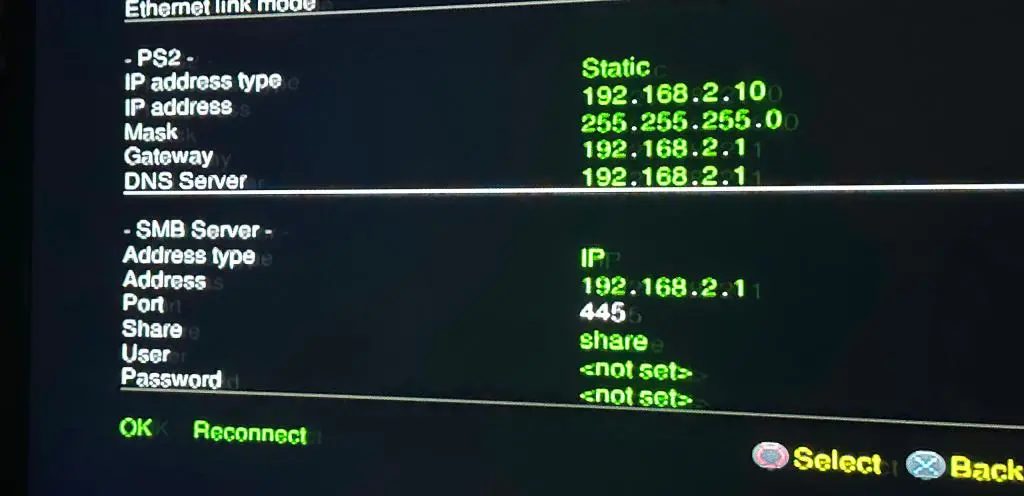 Ethernet link mode
- PS2 -
IP address type Static
IP address 192.168.2.10
Mask 255.255.255.0
Gateway 192.168.2.1
DNS Server 192.168.2.1
- SMB Server -
Address type IP
Address 192.168.2.1
Port 445
Share share
User <not set>
Password <not set>
OK Reconnect
Select Back